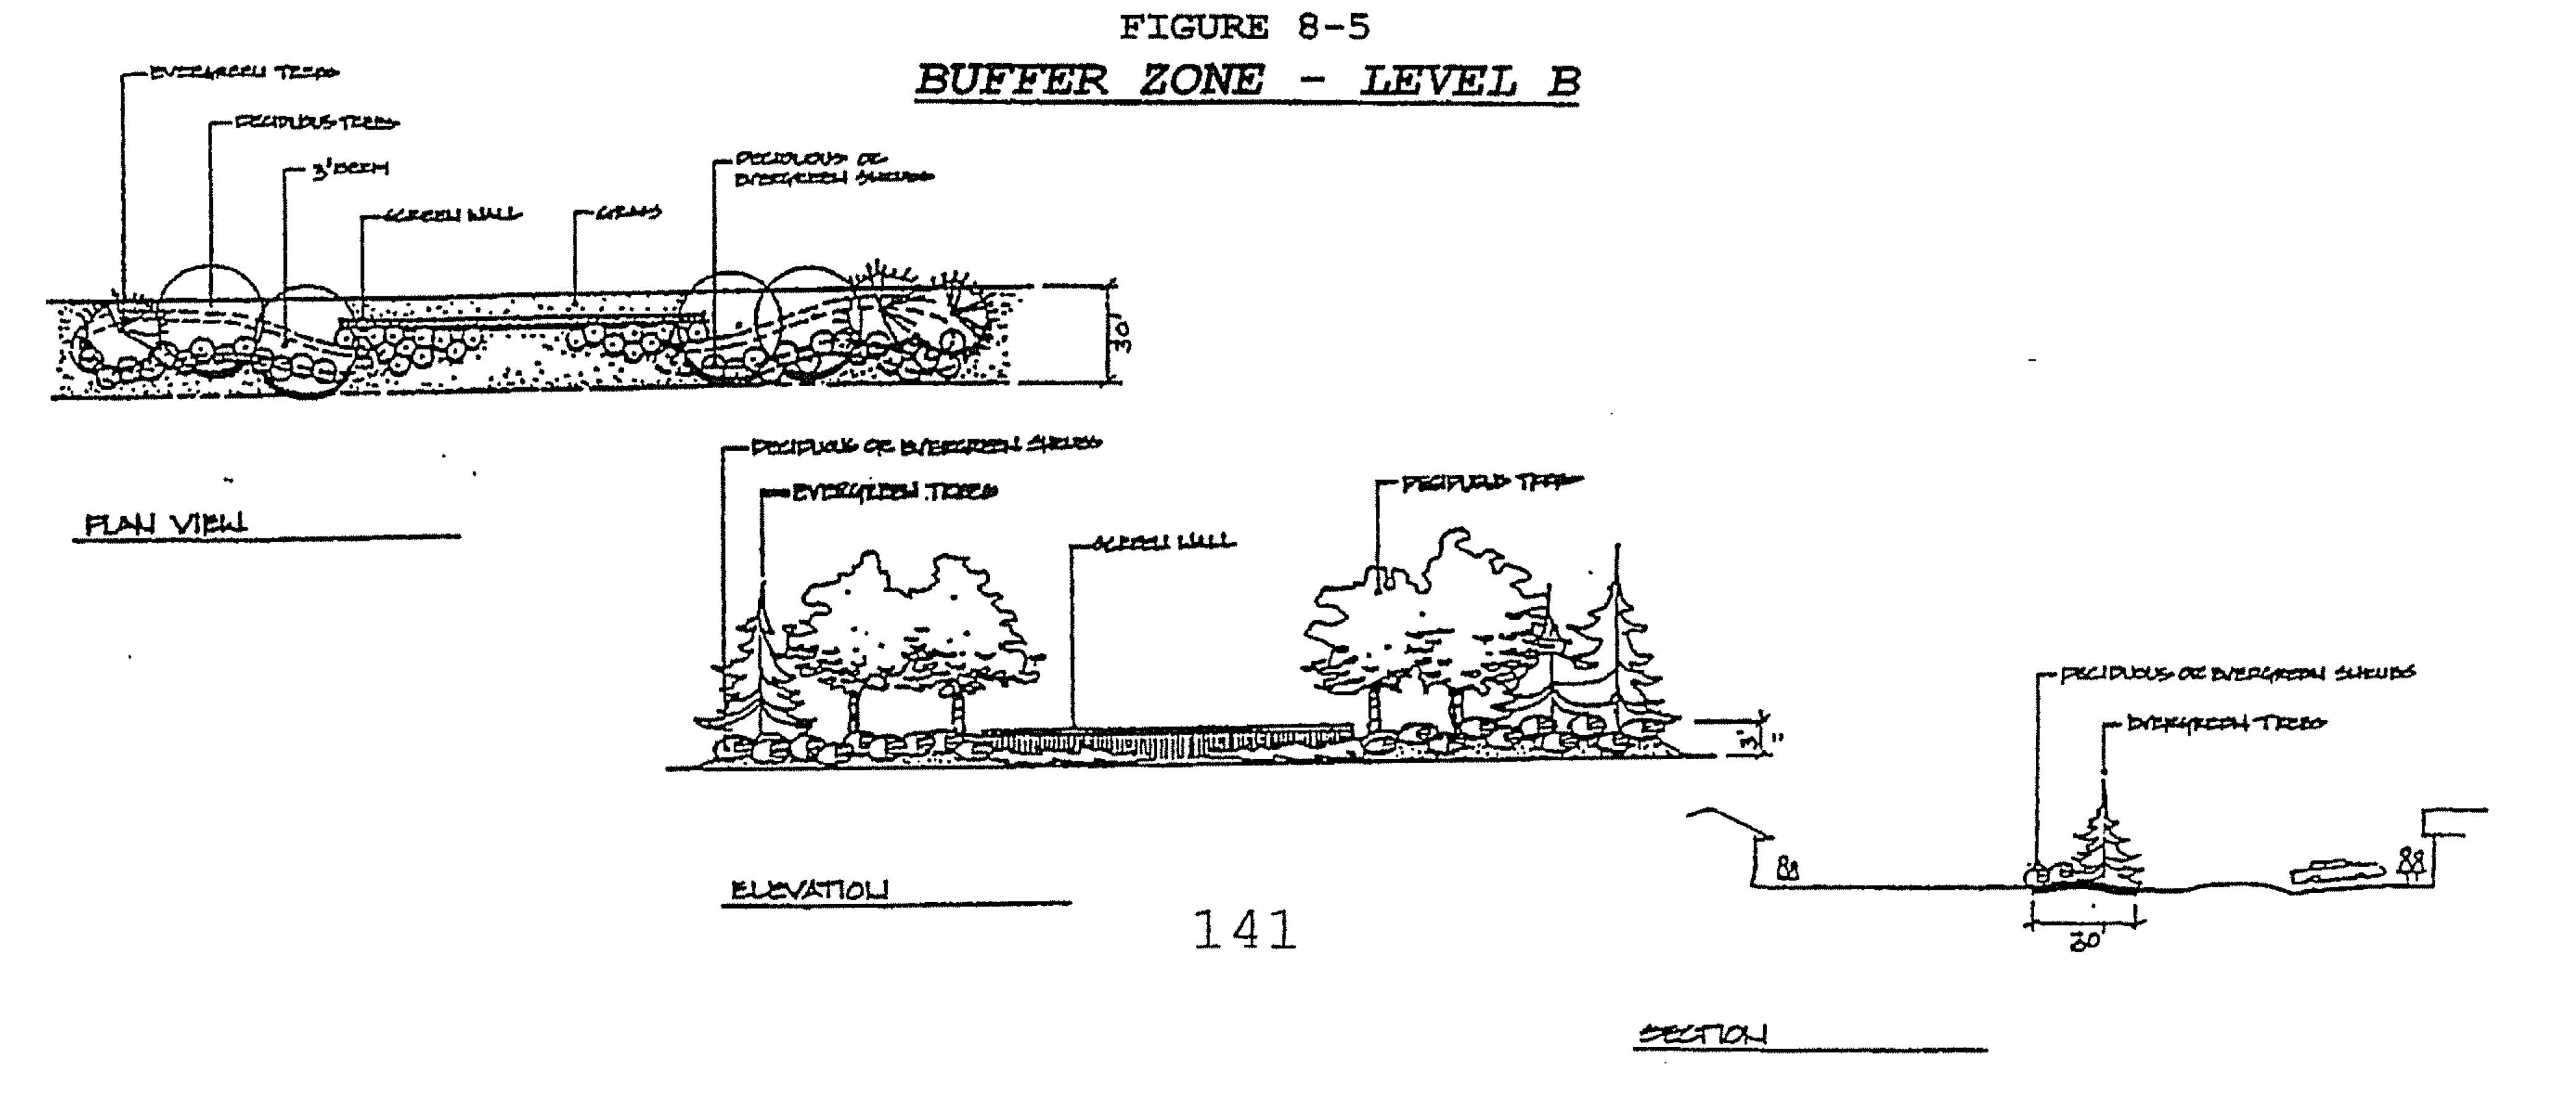 FIGURE 8-5
BUFFER ZONE - LEVEL B
EVERGREEN TREES
DECIDUOUS TREES
3' BERM
SCREEN WALL
GRASS
DECIDUOUS OR
EVERGREEN SHRUBS
30'
PLAN VIEW
DECIDUOUS OR EVERGREEN SHRUBS
EVERGREEN TREES
SCREEN WALL
DECIDUOUS TREE
3'
ELEVATION
DECIDUOUS OR EVERGREEN SHRUBS
EVERGREEN TREES
30'
SECTION
141